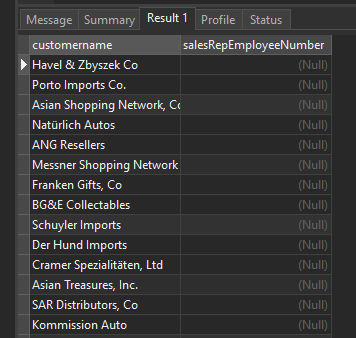 Message Summary Result 1 Profile Status
customername salesRepEmployeeNumber
Havel & Zbyszek Co (Null)
Porto Imports Co. (Null)
Asian Shopping Network, Co (Null)
Natürlich Autos (Null)
ANG Resellers (Null)
Messner Shopping Network (Null)
Franken Gifts, Co (Null)
BG&E Collectables (Null)
Schuyler Imports (Null)
Der Hund Imports (Null)
Cramer Spezialitäten, Ltd (Null)
Asian Treasures, Inc. (Null)
SAR Distributors, Co (Null)
Kommission Auto (Null)